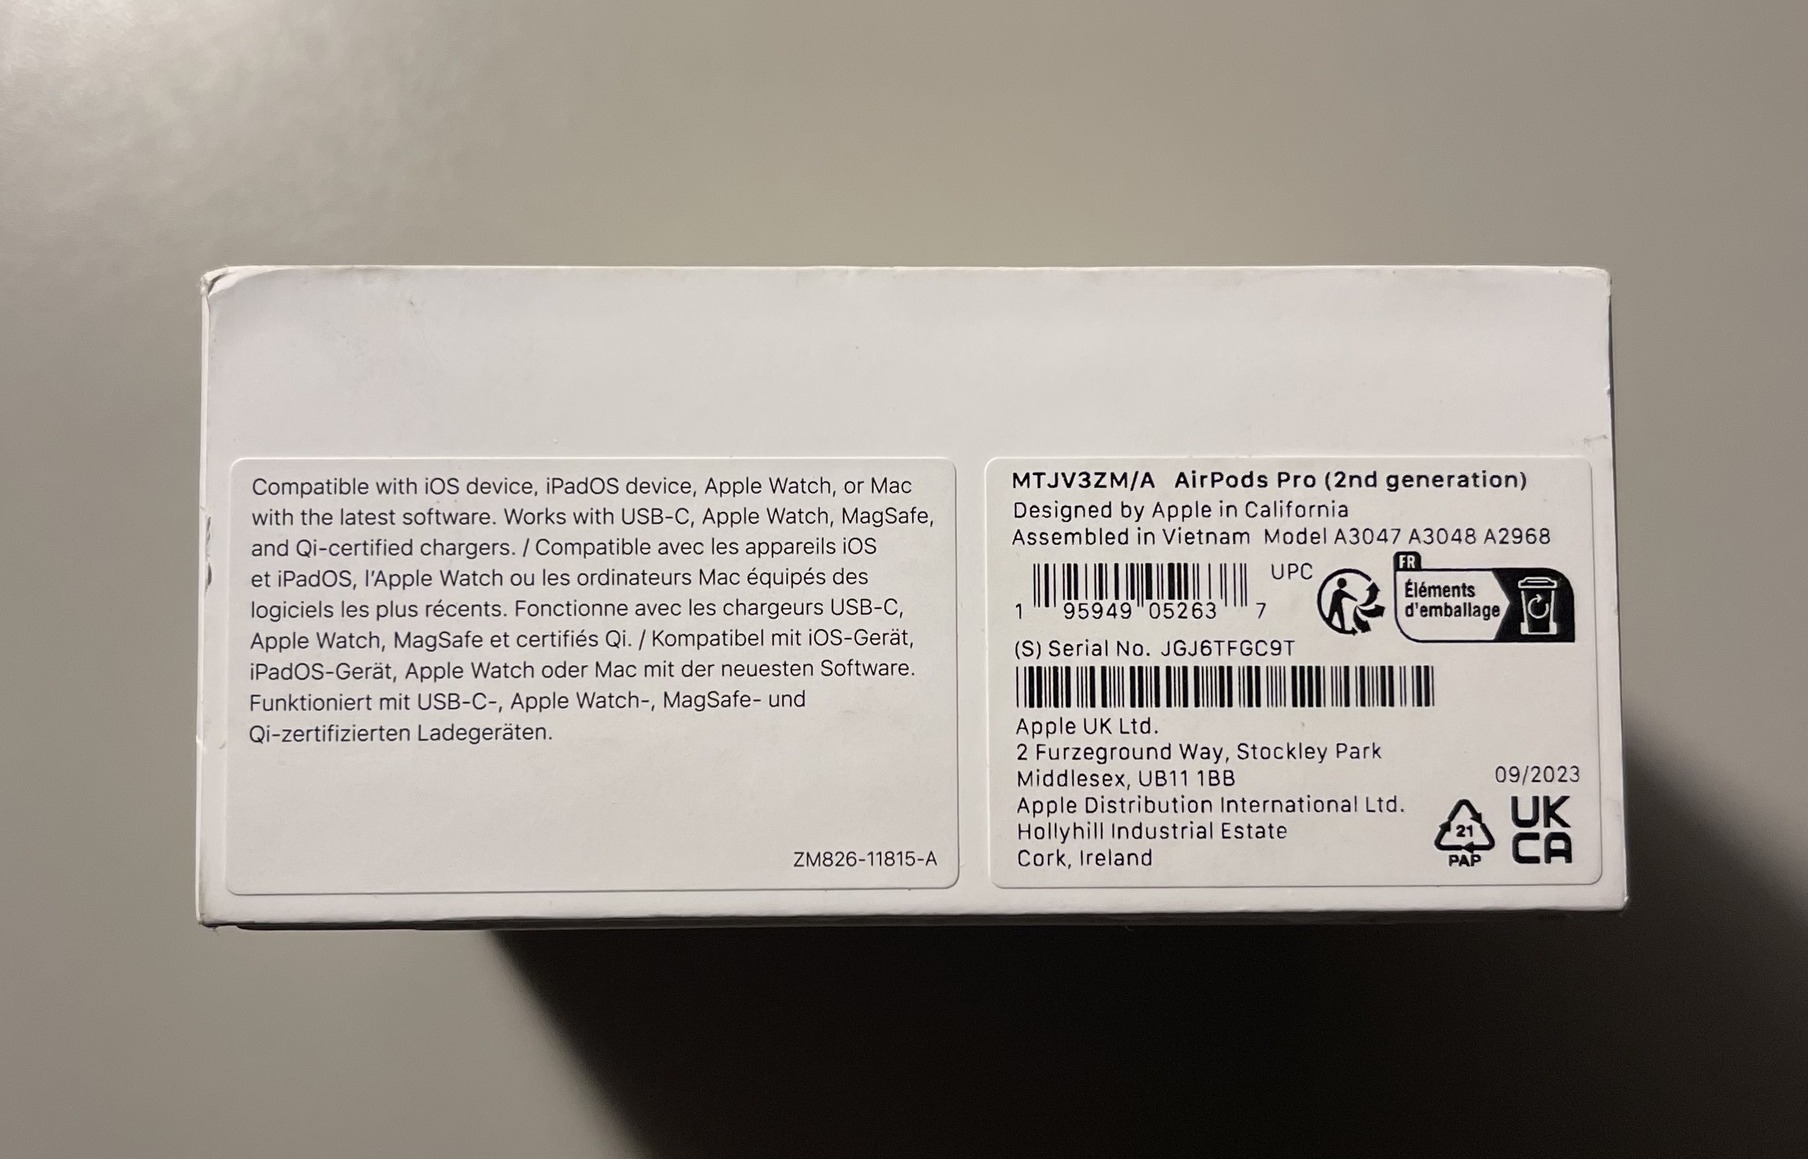 Compatible with iOS device, iPadOS device, Apple Watch, or Mac
with the latest software. Works with USB-C, Apple Watch, MagSafe,
and Qi-certified chargers. / Compatible avec les appareils iOS
et iPadOS, l'Apple Watch ou les ordinateurs Mac équipés des
logiciels les plus récents. Fonctionne avec les chargeurs USB-C,
Apple Watch, MagSafe et certifiés Qi. / Kompatibel mit iOS-Gerät,
iPadOS-Gerät, Apple Watch oder Mac mit der neuesten Software.
Funktioniert mit USB-C-, Apple Watch-, MagSafe- und
Qi-zertifizierten Ladegeräten.
ZM826-11815-A
MTJV3ZM/A AirPods Pro (2nd generation)
Designed by Apple in California
Assembled in Vietnam Model A3047 A3048 A2968
UPC
1 95949 05263 7
FR
Éléments
d'emballage
(S) Serial No. JGJ6TFGC9T
Apple UK Ltd.
2 Furzeground Way, Stockley Park
Middlesex, UB11 1BB
Apple Distribution International Ltd.
Hollyhill Industrial Estate
Cork, Ireland
09/2023
21
PAP
UK
CA